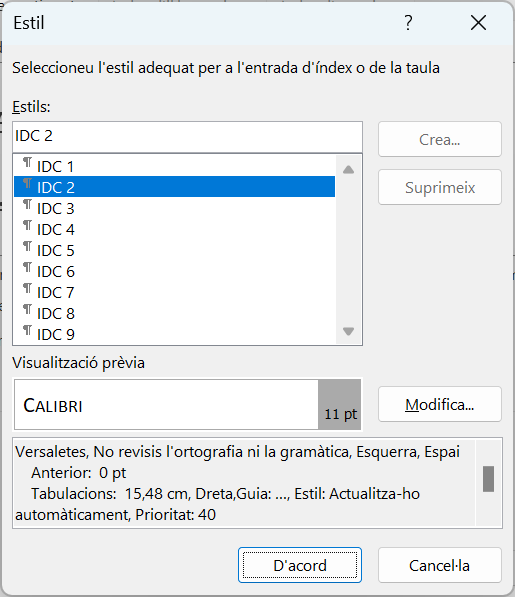 Estil
?
Seleccioneu l'estil adequat per a l'entrada d'índex o de la taula
Estils:
IDC 2
Crea...
¶ IDC 1
¶ IDC 2
Suprimeix
¶ IDC 3
¶ IDC 4
¶ IDC 5
¶ IDC 6
¶ IDC 7
¶ IDC 8
¶ IDC 9
Visualització prèvia
CALIBRI
11 pt
Modifica...
Versaletes, No revisis l'ortografia ni la gramàtica, Esquerra, Espai
Anterior: 0 pt
Tabulacions: 15,48 cm, Dreta,Guia: ..., Estil: Actualitza-ho
automàticament, Prioritat: 40
D'acord
Cancel·la